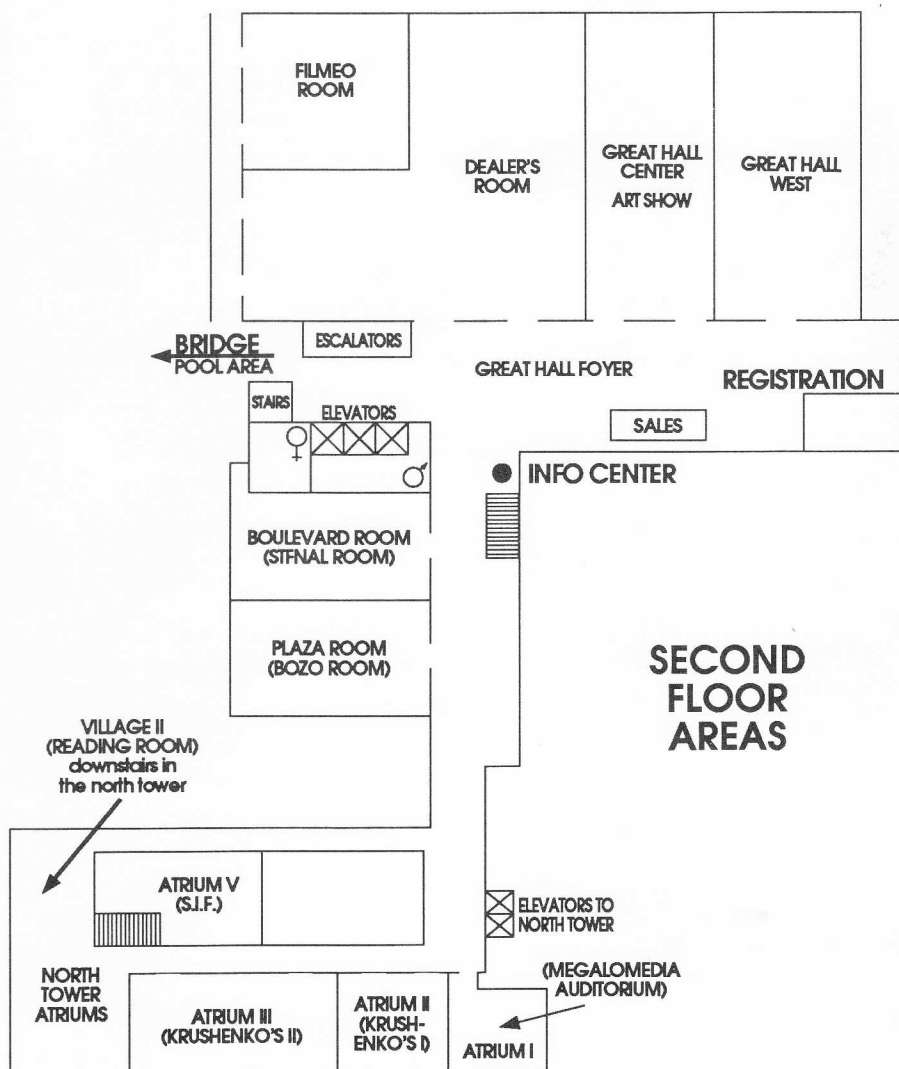 FILMEO
ROOM
DEALER'S
ROOM
GREAT HALL
CENTER
ART SHOW
GREAT HALL
WEST
BRIDGE
POOL AREA
ESCALATORS
GREAT HALL FOYER
REGISTRATION
STAIRS
ELEVATORS
SALES
INFO CENTER
BOULEVARD ROOM
(STFNAL ROOM)
PLAZA ROOM
(BOZO ROOM)
SECOND
FLOOR
AREAS
VILLAGE II
(READING ROOM)
downstairs in
the north tower
ATRIUM V
(S.I.F.)
ELEVATORS TO
NORTH TOWER
(MEGALOMEDIA
AUDITORIUM)
NORTH
TOWER
ATRIUMS
ATRIUM III
(KRUSHENKO'S II)
ATRIUM II
(KRUSH-
ENKO'S I)
ATRIUM I